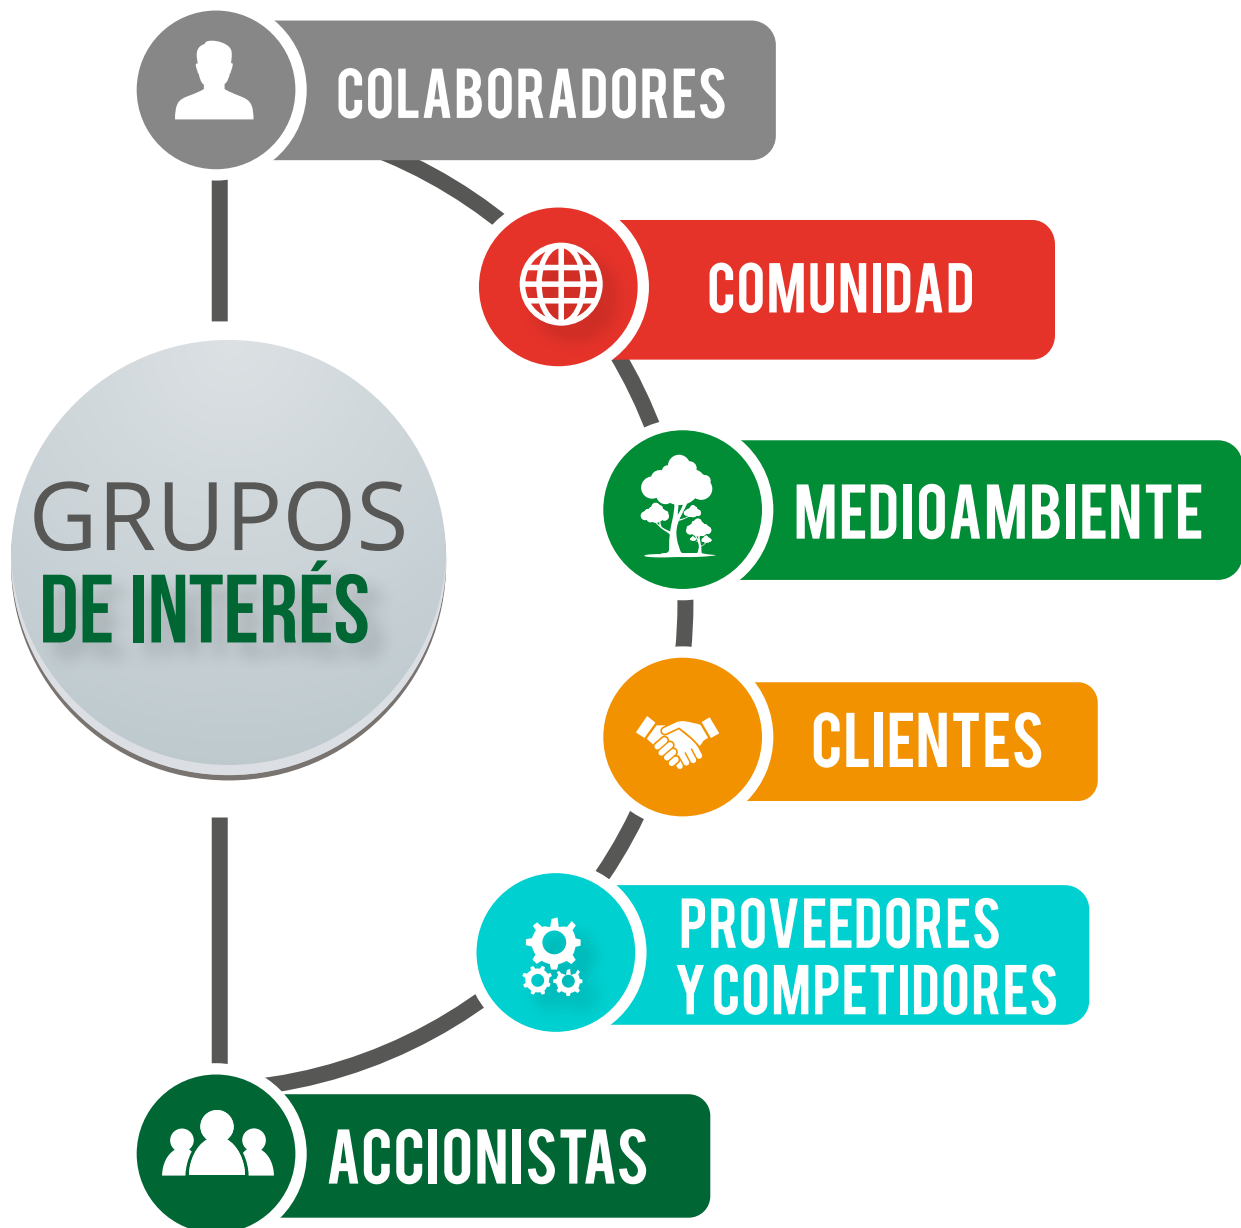 COLABORADORES
COMUNIDAD
GRUPOS
DE INTERÉS
MEDIOAMBIENTE
CLIENTES
PROVEEDORES
Y COMPETIDORES
ACCIONISTAS